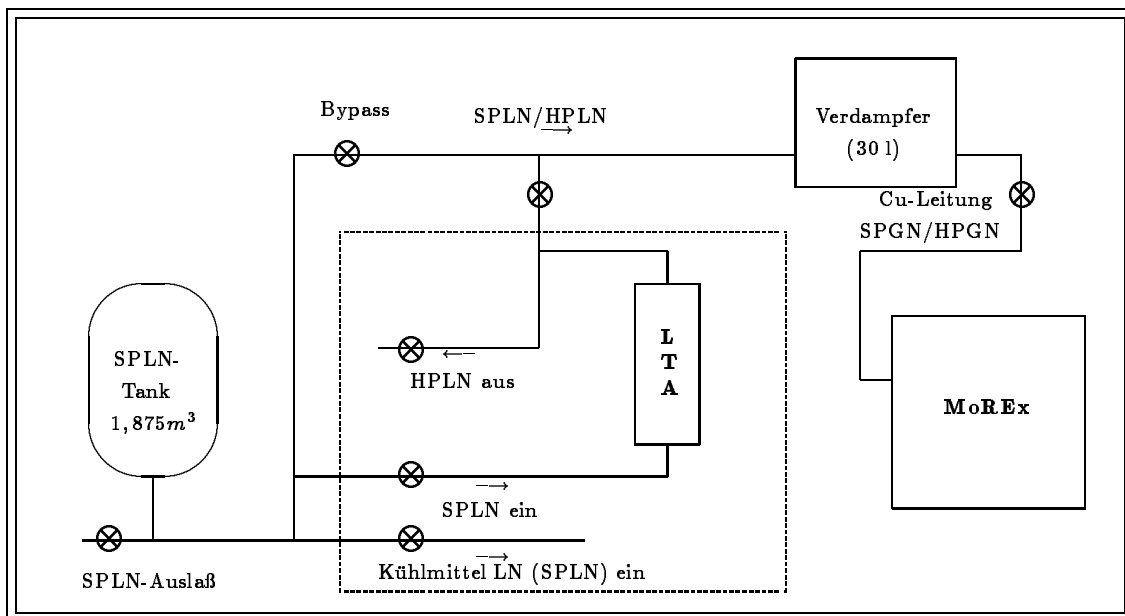 Bypass
SPLN/HPLN
Verdampfer
(30 l)
Cu-Leitung
SPGN/HPGN
SPLN-
Tank
1,875m³
HPLN aus
L
T
A
MoREx
SPLN ein
SPLN-Auslaß
Kühlmittel LN (SPLN) ein